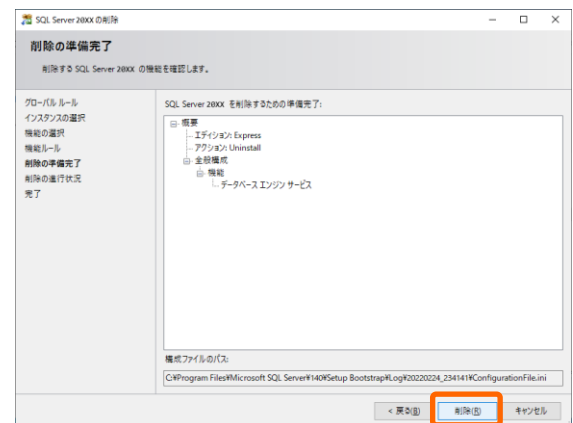 SQL Server 20XX の削除
削除の準備完了
削除する SQL Server 20XX の機能を確認します。
グローバル ルール
インスタンスの選択
機能の選択
機能ルール
削除の準備完了
削除の進行状況
完了
SQL Server 20XX を削除するための準備完了:
概要
エディション: Express
アクション: Uninstall
全般構成
機能
データベース エンジン サービス
構成ファイルのパス:
C:¥Program Files¥Microsoft SQL Server¥140¥Setup Bootstrap¥Log¥20220224_234141¥ConfigurationFile.ini
< 戻る(B)
削除(R)
キャンセル